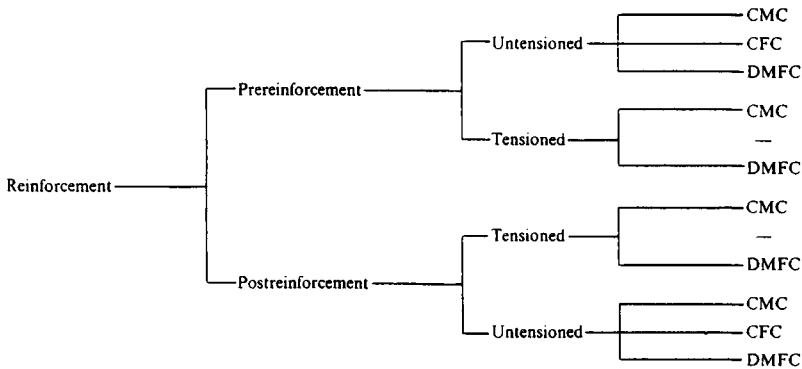 CMC
Untensioned
CFC
DMFC
Prereinforcement
CMC
Tensioned
—
DMFC
Reinforcement
CMC
Tensioned
—
DMFC
Postreinforcement
CMC
Untensioned
CFC
DMFC